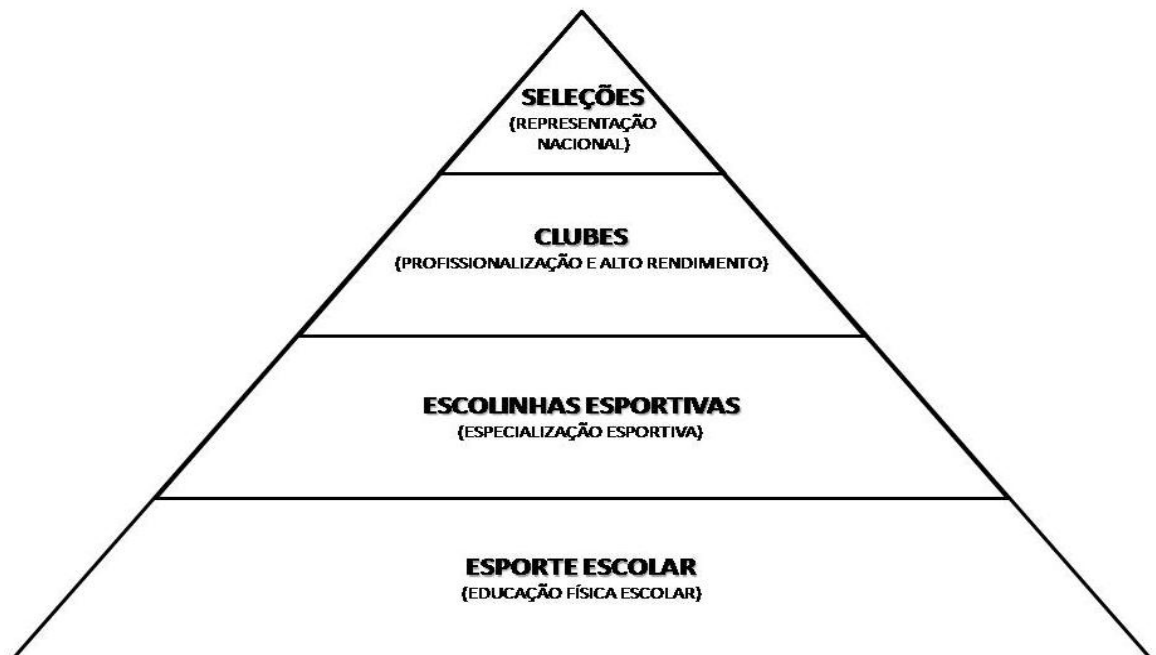 SELEÇÕES
(REPRESENTAÇÃO
NACIONAL)
CLUBES
(PROFISSIONALIZAÇÃO E ALTO RENDIMENTO)
ESCOLINHAS ESPORTIVAS
(ESPECIALIZAÇÃO ESPORTIVA)
ESPORTE ESCOLAR
(EDUCAÇÃO FÍSICA ESCOLAR)